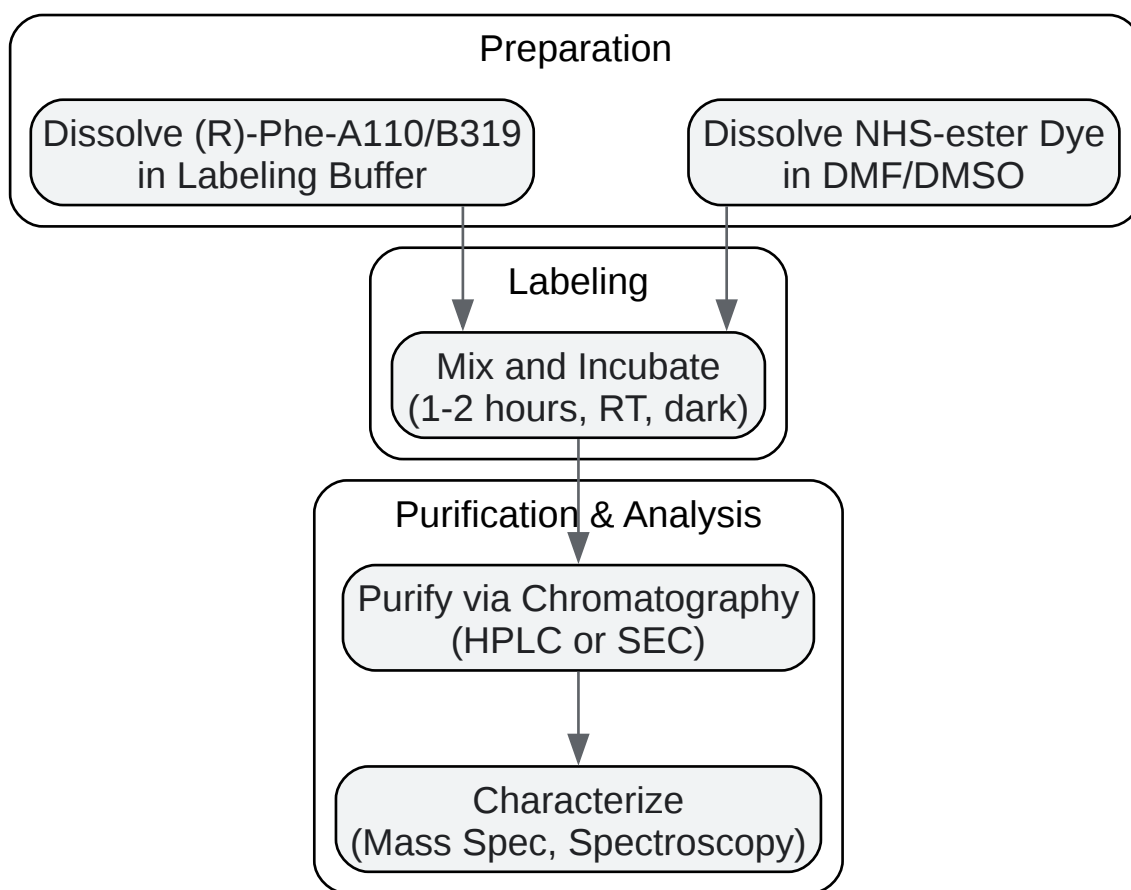 Preparation
Dissolve (R)-Phe-A110/B319
in Labeling Buffer
Dissolve NHS-ester Dye
in DMF/DMSO
Labeling
Mix and Incubate
(1-2 hours, RT, dark)
Purification & Analysis
Purify via Chromatography
(HPLC or SEC)
Characterize
(Mass Spec, Spectroscopy)